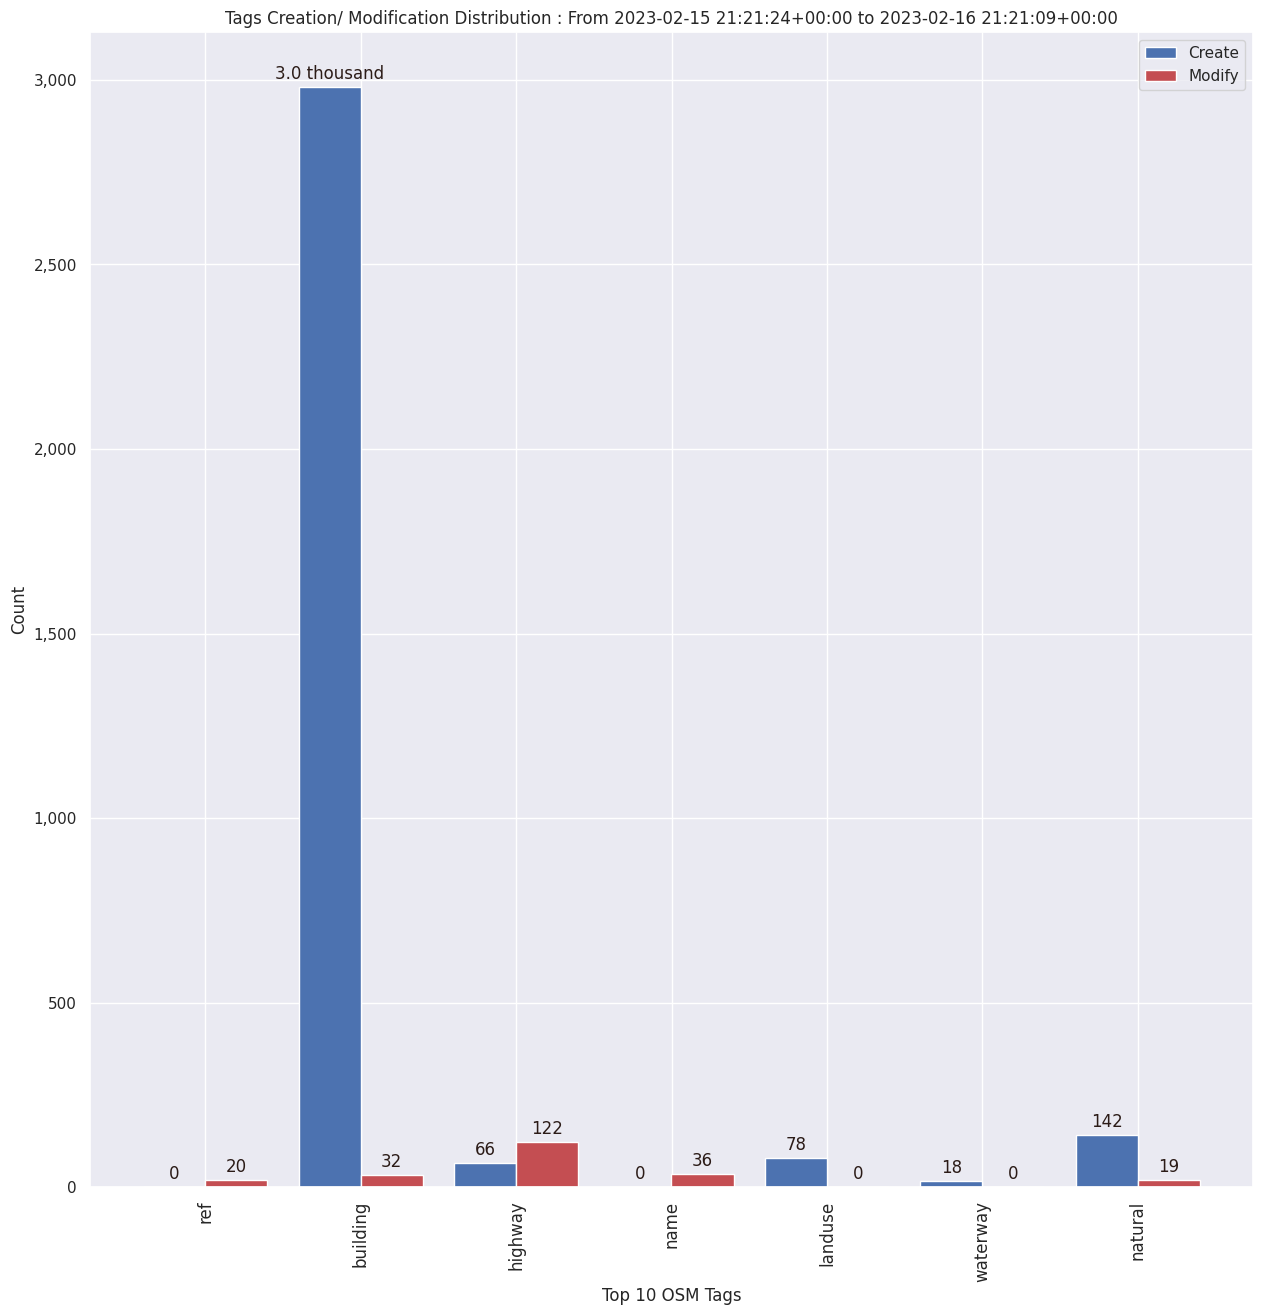 Tags Creation/ Modification Distribution : From 2023-02-15 21:21:24+00:00 to 2023-02-16 21:21:09+00:00
Create
Modify
3.0 thousand
3,000
2,500
2,000
1,500
1,000
500
0
Count
0 20 32 66 122 0 36 78 0 18 0 142 19
ref building highway name landuse waterway natural
Top 10 OSM Tags